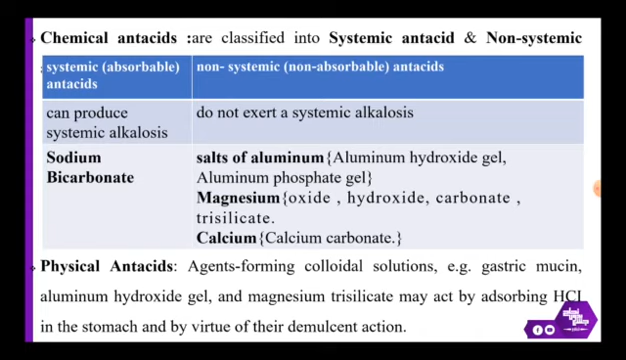 Chemical antacids :are classified into Systemic antacid & Non-systemic
systemic (absorbable) antacids
non- systemic (non-absorbable) antacids
can produce systemic alkalosis
do not exert a systemic alkalosis
Sodium
Bicarbonate
salts of aluminum{Aluminum hydroxide gel,
Aluminum phosphate gel}
Magnesium{oxide , hydroxide, carbonate ,
trisilicate.
Calcium{Calcium carbonate.}
Physical Antacids: Agents-forming colloidal solutions, e.g. gastric mucin,
aluminum hydroxide gel, and magnesium trisilicate may act by adsorbing HCL
in the stomach and by virtue of their demulcent action.